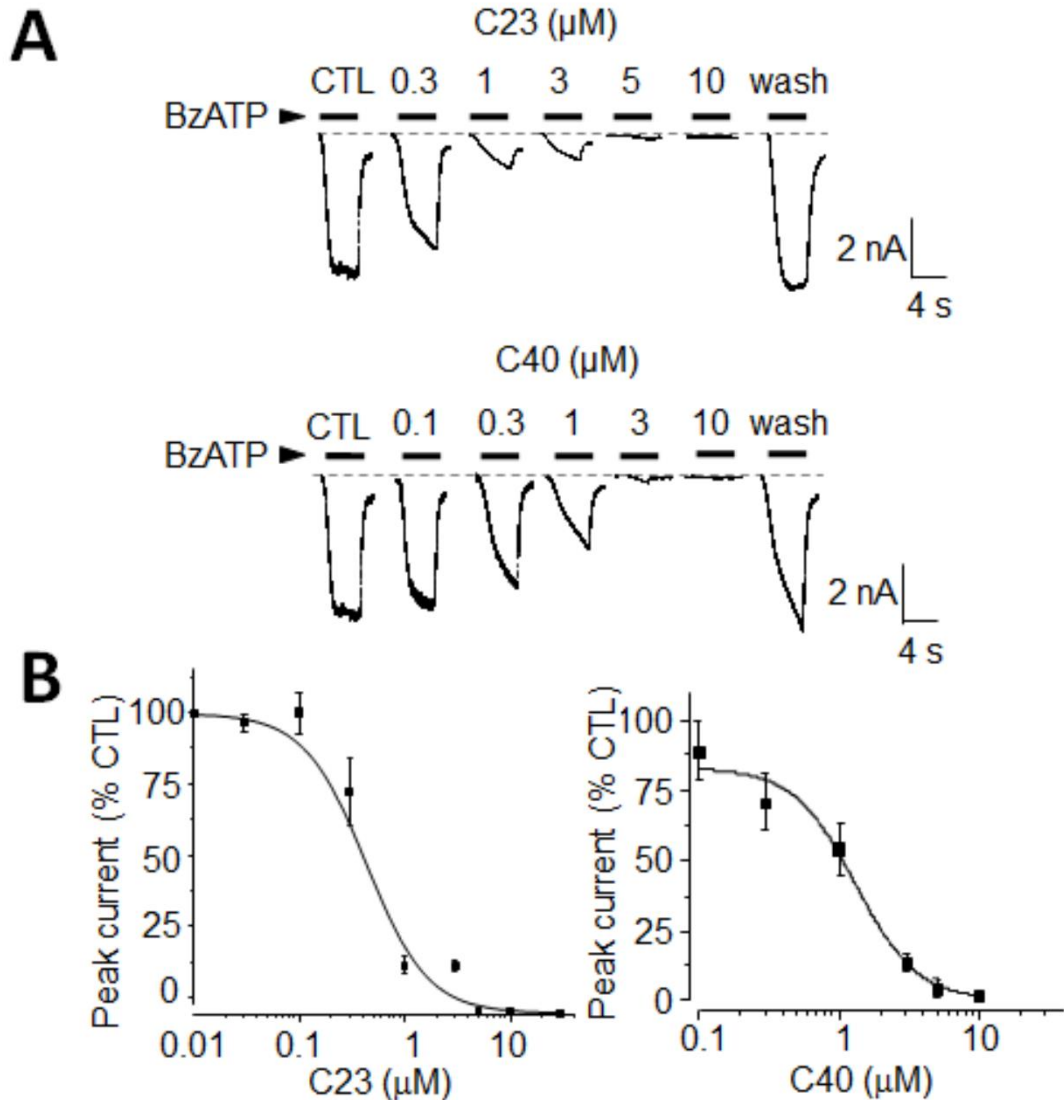 A
C23 (µM)
CTL 0.3 1 3 5 10 wash
BzATP
2 nA
4 s
C40 (µM)
CTL 0.1 0.3 1 3 10 wash
BzATP
2 nA
4 s
B
Peak current (% CTL)
100
75
50
25
0
0.01 0.1 1 10
C23 (µM)
Peak current (% CTL)
100
75
50
25
0
0.1 1 10
C40 (µM)